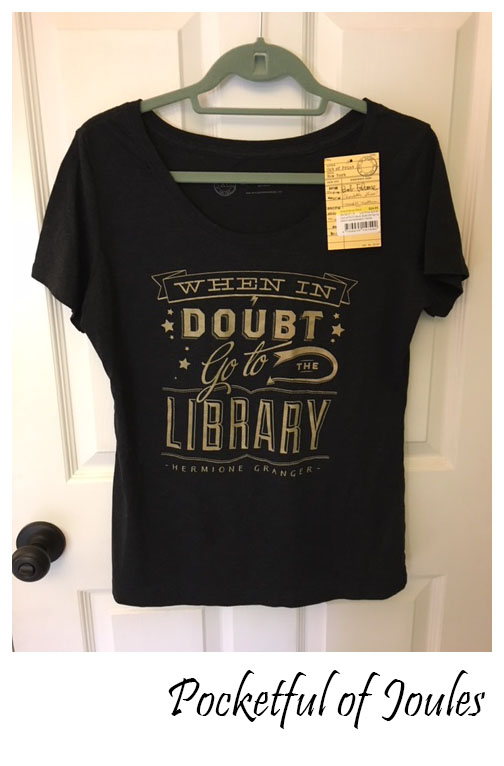 WHEN IN
DOUBT
Go to THE
LIBRARY
-HERMIONE GRANGER-
Pocketful of Joules